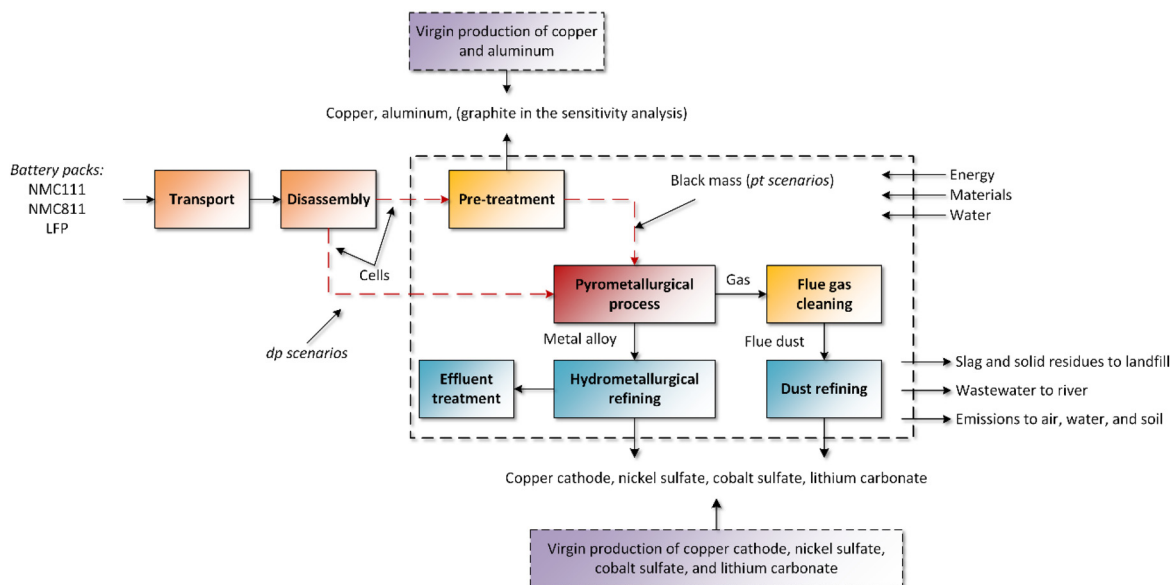 Virgin production of copper
and aluminum
Copper, aluminum, (graphite in the sensitivity analysis)
Battery packs:
NMC111
NMC811
LFP
Transport
Disassembly
Pre-treatment
Black mass (pt scenarios)
Energy
Materials
Water
Cells
Pyrometallurgical
process
Gas
Flue gas
cleaning
dp scenarios
Metal alloy
Flue dust
Effluent
treatment
Hydrometallurgical
refining
Dust refining
Slag and solid residues to landfill
Wastewater to river
Emissions to air, water, and soil
Copper cathode, nickel sulfate, cobalt sulfate, lithium carbonate
Virgin production of copper cathode, nickel sulfate,
cobalt sulfate, and lithium carbonate